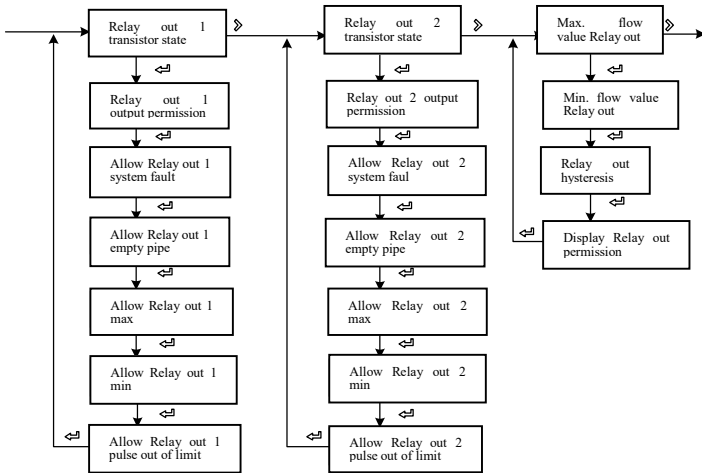 Relay out 1
transistor state
Relay out 1
output permission
Allow Relay out 1
system fault
Allow Relay out 1
empty pipe
Allow Relay out 1
max
Allow Relay out 1
min
Allow Relay out 1
pulse out of limit
Relay out 2
transistor state
Relay out 2 output
permission
Allow Relay out 2
system faul
Allow Relay out 2
empty pipe
Allow Relay out 2
max
Allow Relay out 2
min
Allow Relay out 2
pulse out of limit
Max. flow
value Relay out
Min. flow value
Relay out
Relay out
hysteresis
Display Relay out
permission